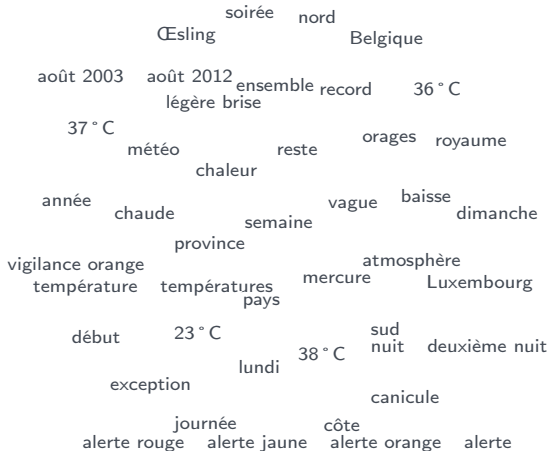 soirée nord
Œsling Belgique
août 2003 août 2012 ensemble record 36°C
légère brise
37°C orages royaume
météo reste
chaleur
année vague baisse
chaude semaine dimanche
province
vigilance orange atmosphère
température températures mercure Luxembourg
pays
début 23°C sud
38°C nuit deuxième nuit
lundi
exception canicule
journée côte
alerte rouge alerte jaune alerte orange alerte